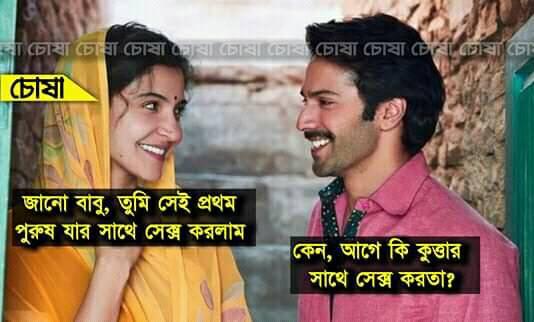 চোষা চোষা চোষা চোষা চোষা চোষা চোষা চোষা চোষা চোষা চোষা
চোষা
জানো বাবু, তুমি সেই প্রথম
পুরুষ যার সাথে সেক্স করলাম
কেন, আগে কি কুত্তার
সাথে সেক্স করতা?